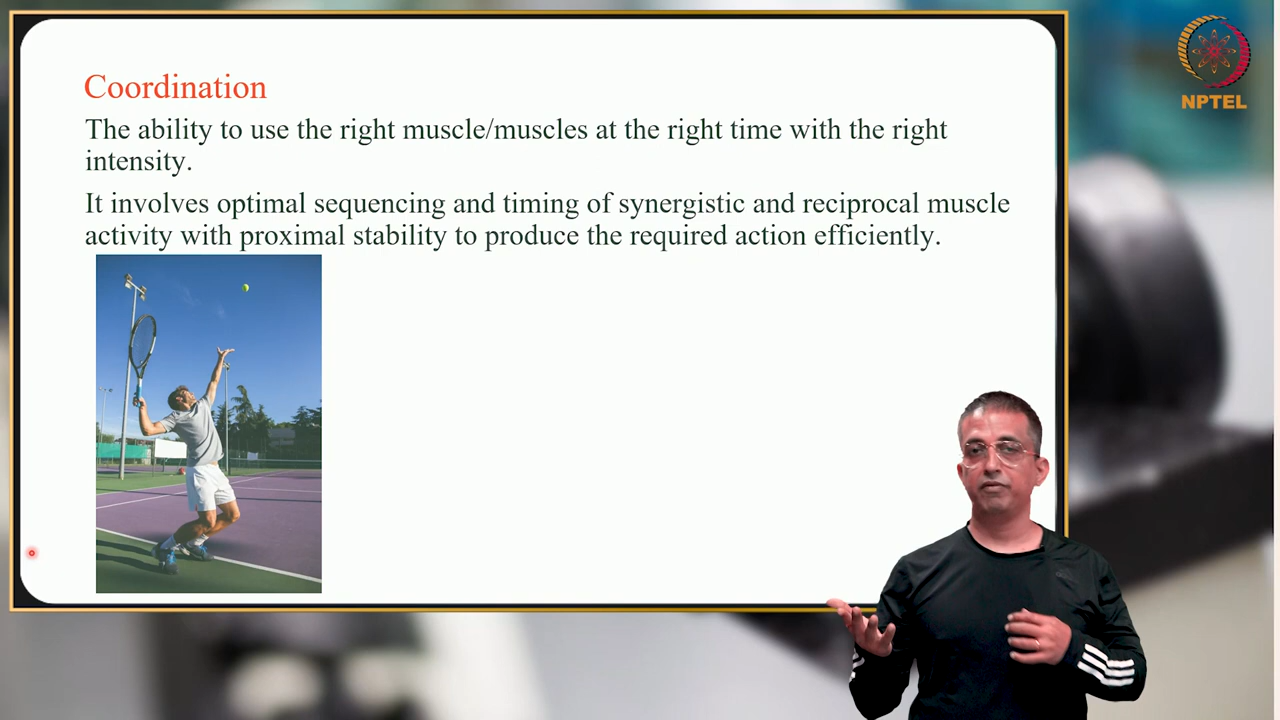 Coordination
The ability to use the right muscle/muscles at the right time with the right
intensity.
It involves optimal sequencing and timing of synergistic and reciprocal muscle
activity with proximal stability to produce the required action efficiently.
NPTEL